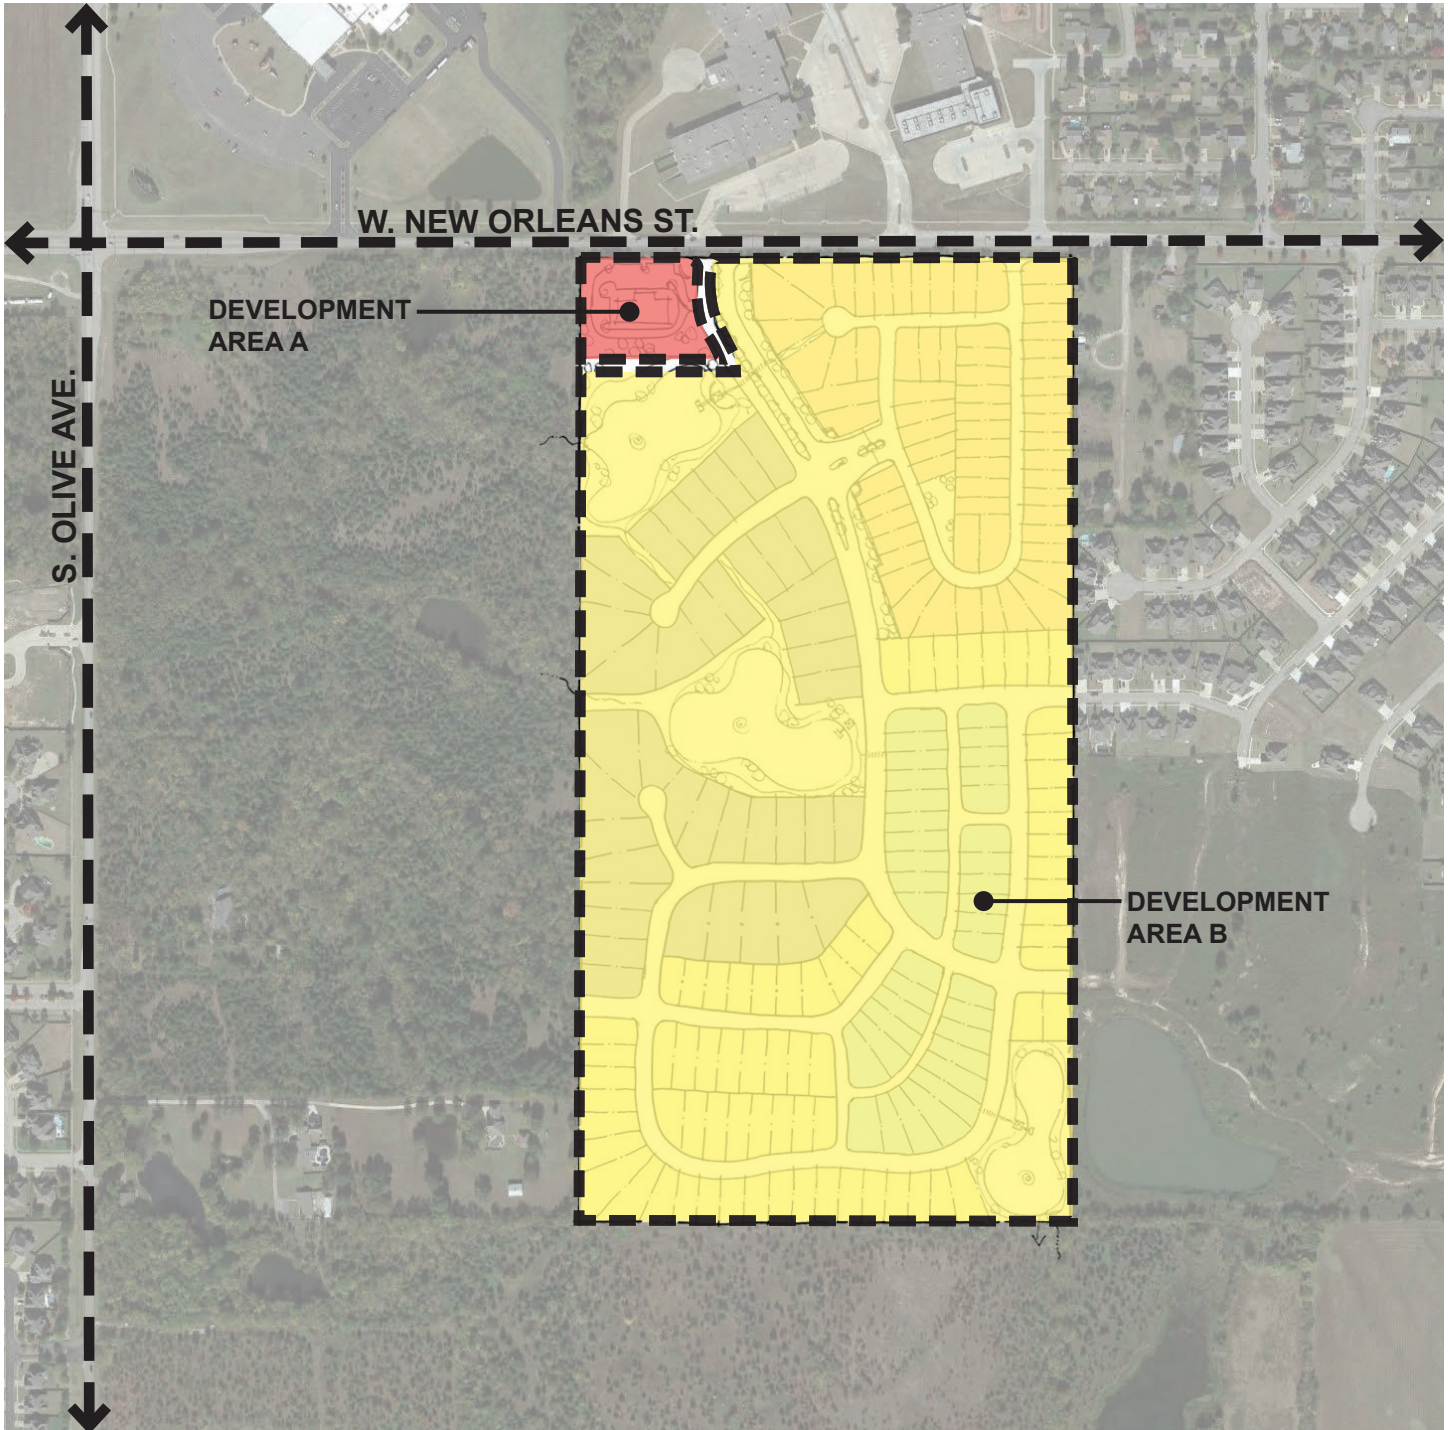 W. NEW ORLEANS ST.
DEVELOPMENT
AREA A
S. OLIVE AVE.
DEVELOPMENT
AREA B